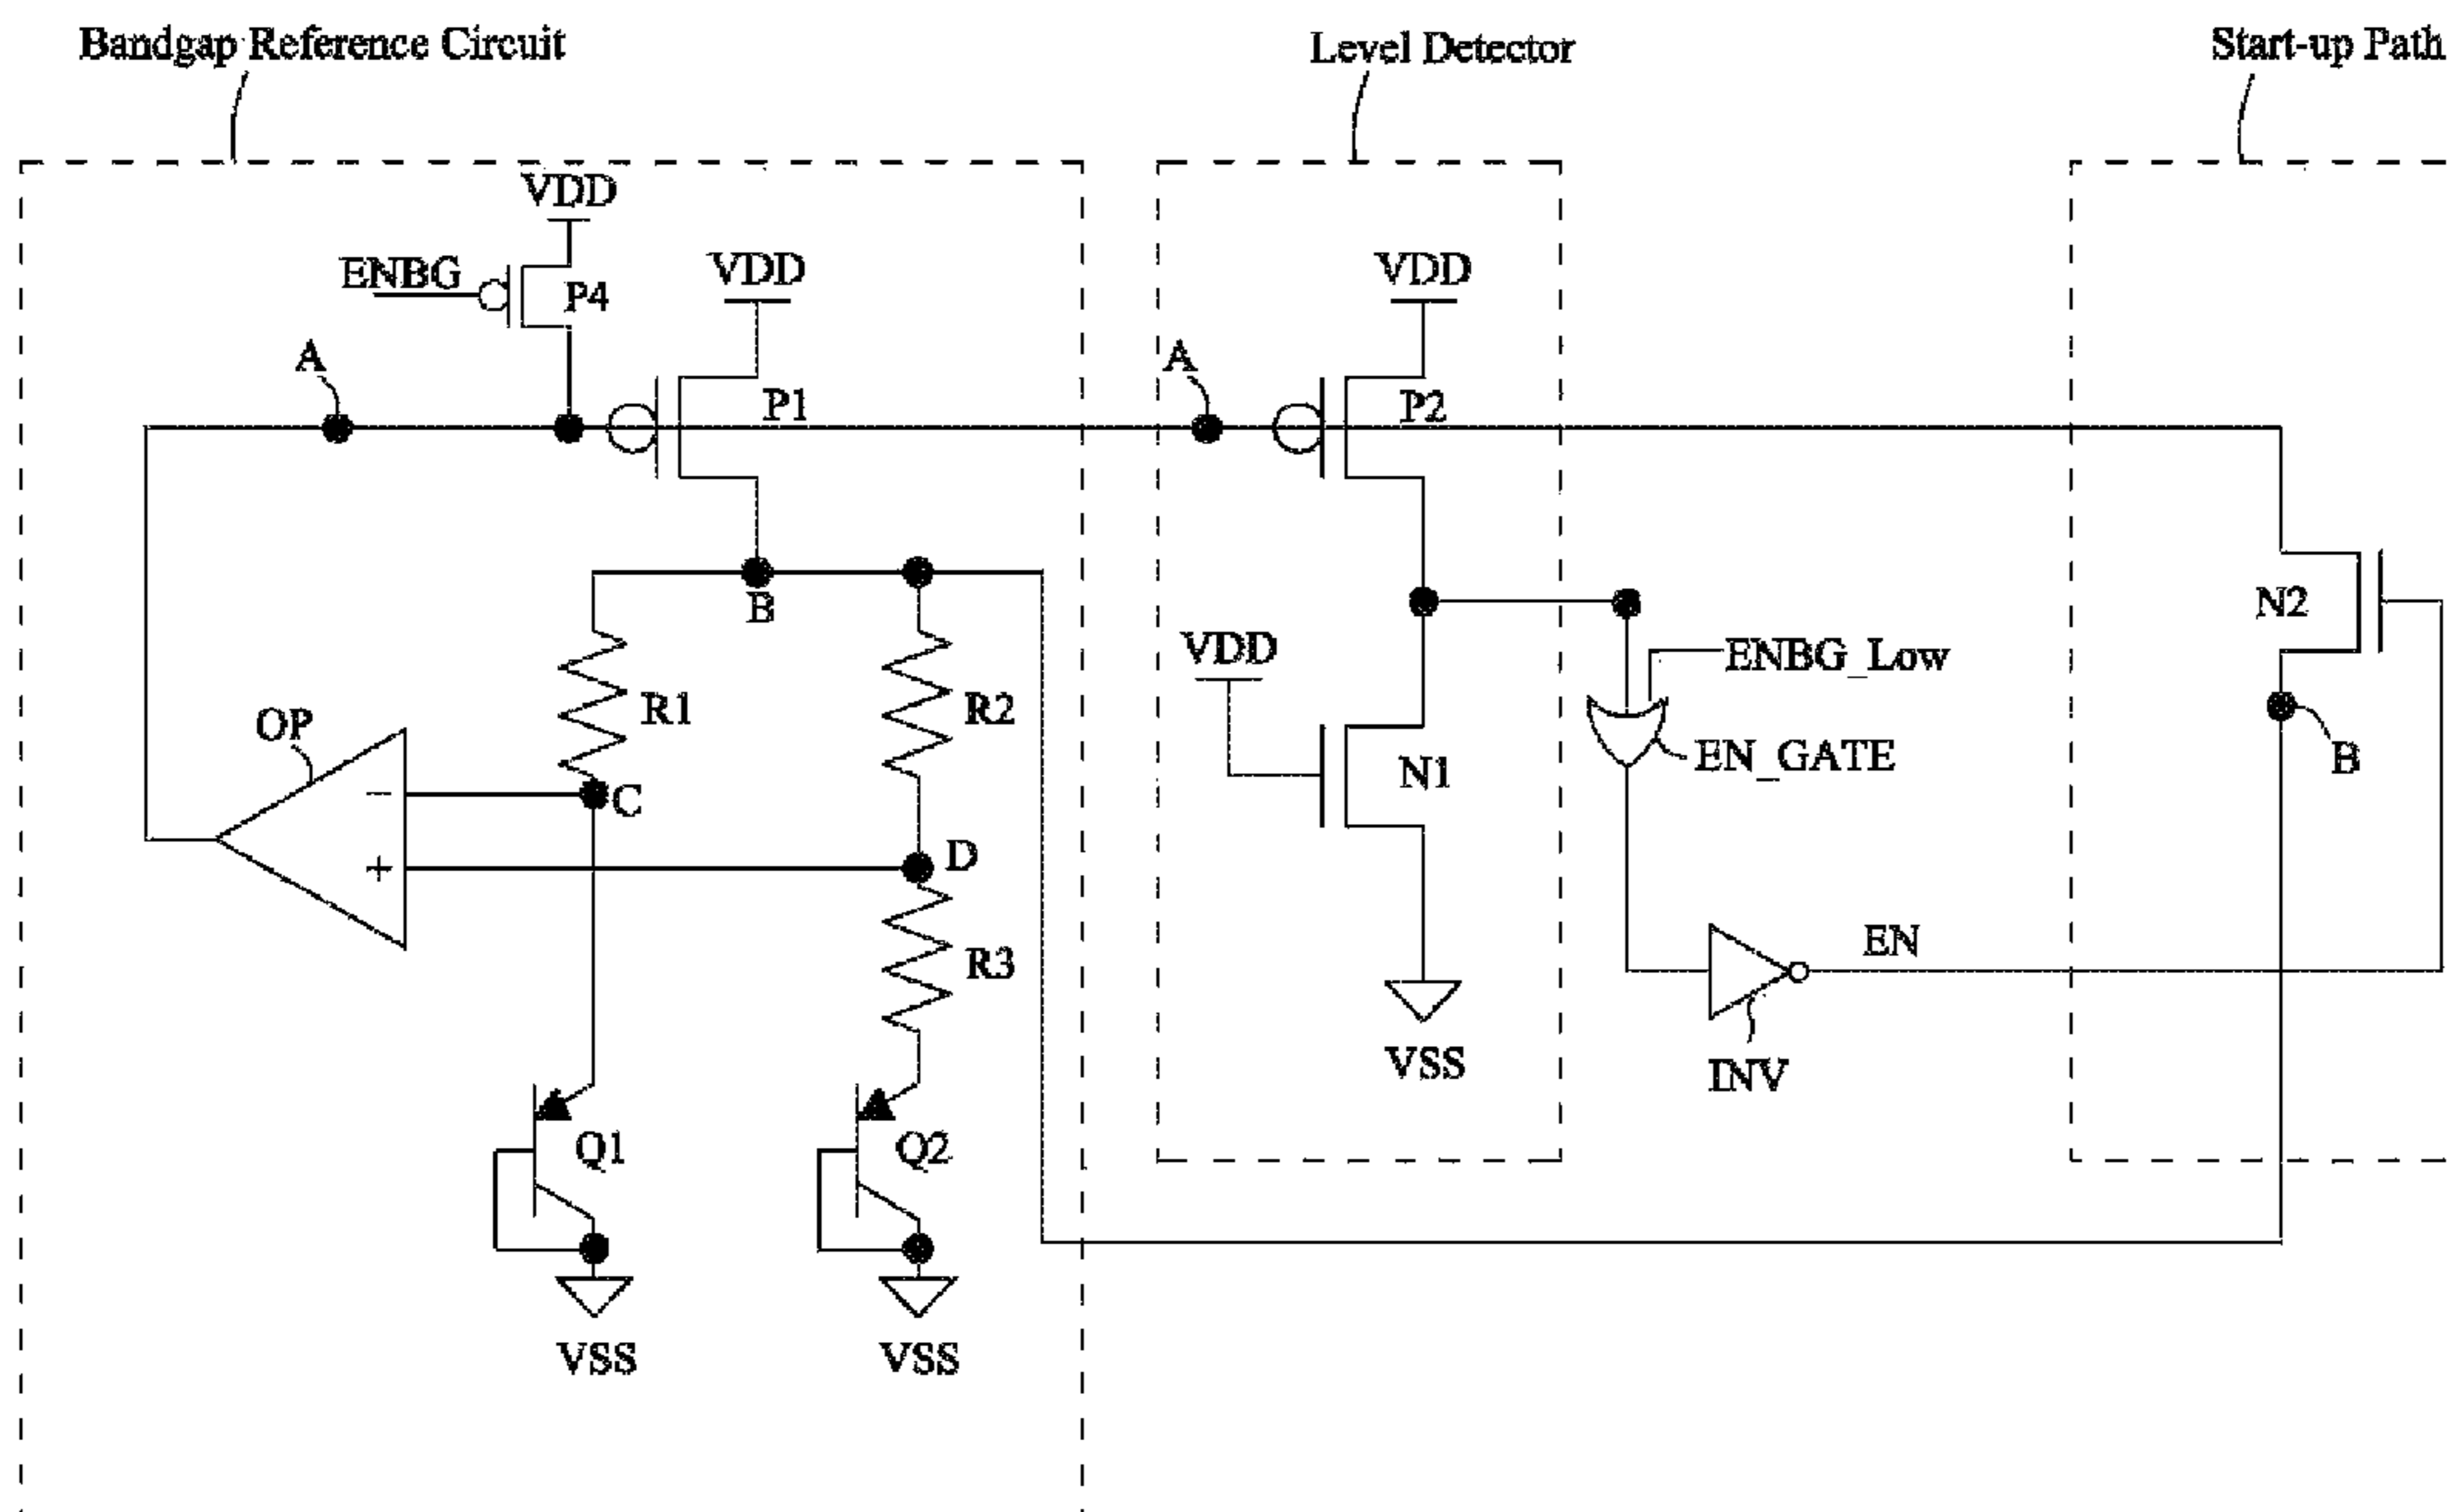 Bandgap Reference Circuit
Level Detector
Start-up Path
VDD
ENBG
P4
VDD
VDD
A
P1
A
P2
B
N2
VDD
ENBG_Low
R1
R2
OP
EN_GATE
B
−
C
N1
+
D
EN
R3
INV
VSS
Q1
Q2
VSS
VSS